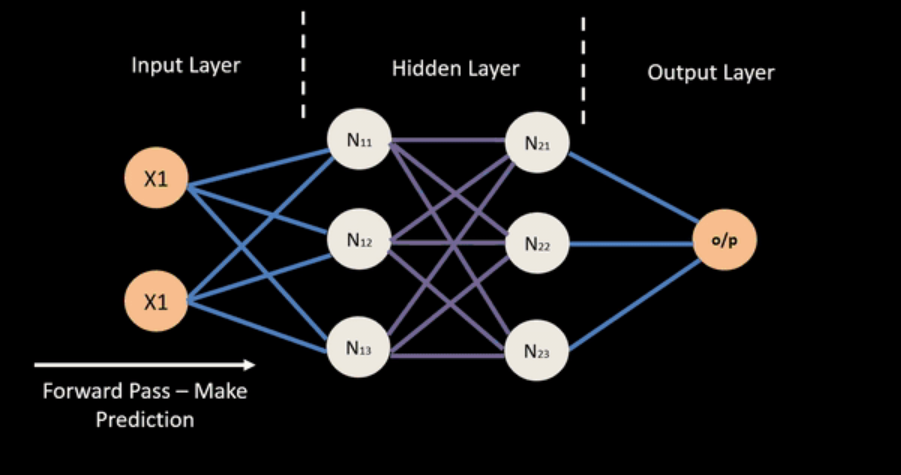 Input Layer
Hidden Layer
Output Layer
X1
X1
N11
N12
N13
N21
N22
N23
o/p
Forward Pass – Make
Prediction